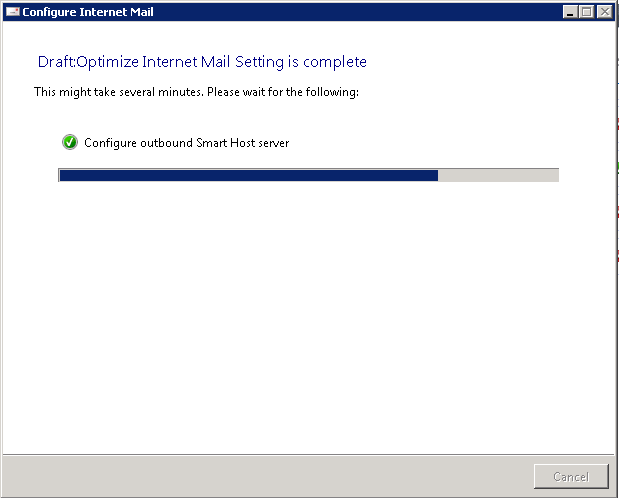 Configure Internet Mail
Draft:Optimize Internet Mail Setting is complete
This might take several minutes. Please wait for the following:
Configure outbound Smart Host server
Cancel